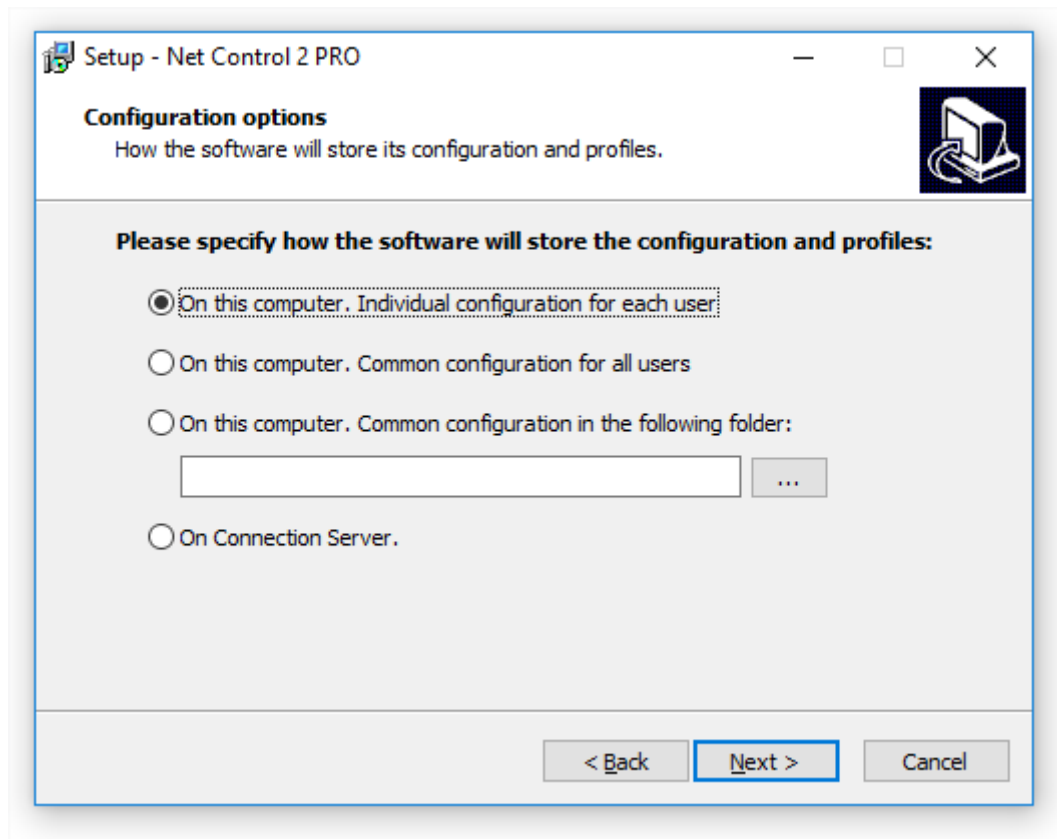 Setup - Net Control 2 PRO
Configuration options
How the software will store its configuration and profiles.
Please specify how the software will store the configuration and profiles:
On this computer. Individual configuration for each user
On this computer. Common configuration for all users
On this computer. Common configuration in the following folder:
...
On Connection Server.
< Back Next > Cancel